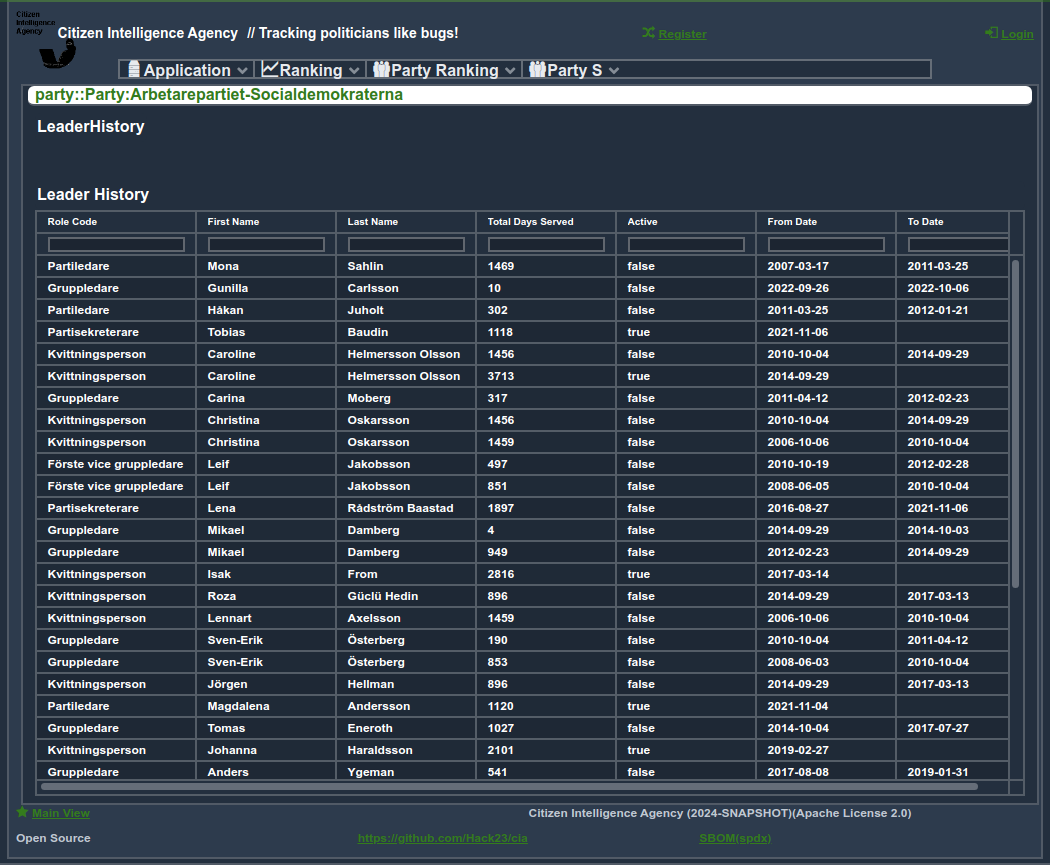 Citizen
Intelligence
Agency
Citizen Intelligence Agency // Tracking politicians like bugs!
Register
Login
Application Ranking Party Ranking Party S
party::Party:Arbetarepartiet-Socialdemokraterna
LeaderHistory
Leader History
Role Code First Name Last Name Total Days Served Active From Date To Date
Partiledare Mona Sahlin 1469 false 2007-03-17 2011-03-25
Gruppledare Gunilla Carlsson 10 false 2022-09-26 2022-10-06
Partiledare Håkan Juholt 302 false 2011-03-25 2012-01-21
Partisekreterare Tobias Baudin 1118 true 2021-11-06
Kvittningsperson Caroline Helmersson Olsson 1456 false 2010-10-04 2014-09-29
Kvittningsperson Caroline Helmersson Olsson 3713 true 2014-09-29
Gruppledare Carina Moberg 317 false 2011-04-12 2012-02-23
Kvittningsperson Christina Oskarsson 1456 false 2010-10-04 2014-09-29
Kvittningsperson Christina Oskarsson 1459 false 2006-10-06 2010-10-04
Förste vice gruppledare Leif Jakobsson 497 false 2010-10-19 2012-02-28
Förste vice gruppledare Leif Jakobsson 851 false 2008-06-05 2010-10-04
Partisekreterare Lena Rådström Baastad 1897 false 2016-08-27 2021-11-06
Gruppledare Mikael Damberg 4 false 2014-09-29 2014-10-03
Gruppledare Mikael Damberg 949 false 2012-02-23 2014-09-29
Kvittningsperson Isak From 2816 true 2017-03-14
Kvittningsperson Roza Güclü Hedin 896 false 2014-09-29 2017-03-13
Kvittningsperson Lennart Axelsson 1459 false 2006-10-06 2010-10-04
Gruppledare Sven-Erik Österberg 190 false 2010-10-04 2011-04-12
Gruppledare Sven-Erik Österberg 853 false 2008-06-03 2010-10-04
Kvittningsperson Jörgen Hellman 896 false 2014-09-29 2017-03-13
Partiledare Magdalena Andersson 1120 true 2021-11-04
Gruppledare Tomas Eneroth 1027 false 2014-10-04 2017-07-27
Kvittningsperson Johanna Haraldsson 2101 true 2019-02-27
Gruppledare Anders Ygeman 541 false 2017-08-08 2019-01-31
Main View Citizen Intelligence Agency (2024-SNAPSHOT)(Apache License 2.0)
Open Source https://github.com/Hack23/cia SBOM(spdx)